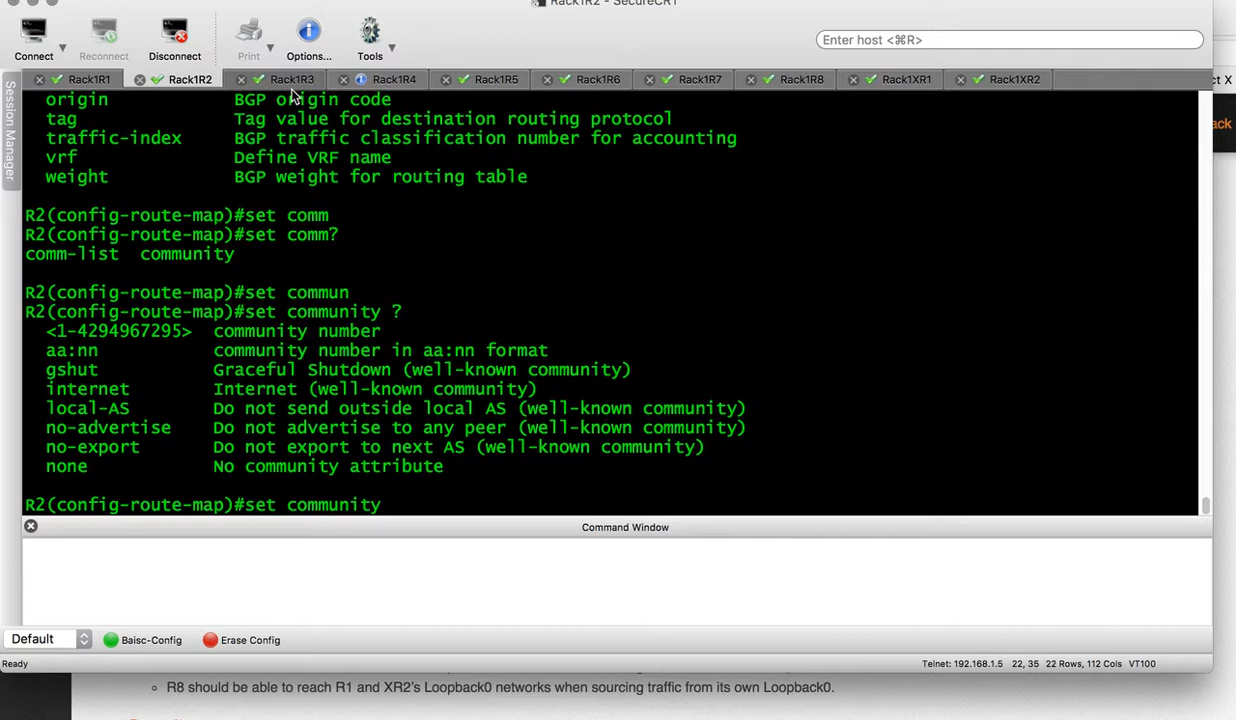 Rack1R2 - SecureCRT
Connect
Reconnect
Disconnect
Print
Options...
Tools
Enter host <⌘R>
Session Manager
Rack1R1
Rack1R2
Rack1R3
Rack1R4
Rack1R5
Rack1R6
Rack1R7
Rack1R8
Rack1XR1
Rack1XR2
ct X
ack
origin BGP origin code
tag Tag value for destination routing protocol
traffic-index BGP traffic classification number for accounting
vrf Define VRF name
weight BGP weight for routing table
R2(config-route-map)#set comm
R2(config-route-map)#set comm?
comm-list community
R2(config-route-map)#set commun
R2(config-route-map)#set community ?
<1-4294967295> community number
aa:nn community number in aa:nn format
gshut Graceful Shutdown (well-known community)
internet Internet (well-known community)
local-AS Do not send outside local AS (well-known community)
no-advertise Do not advertise to any peer (well-known community)
no-export Do not export to next AS (well-known community)
none No community attribute
R2(config-route-map)#set community
Command Window
Default
Baisc-Config
Erase Config
Ready
Telnet: 192.168.1.5 22, 35 22 Rows, 112 Cols VT100
R8 should be able to reach R1 and XR2's Loopback0 networks when sourcing traffic from its own Loopback0.